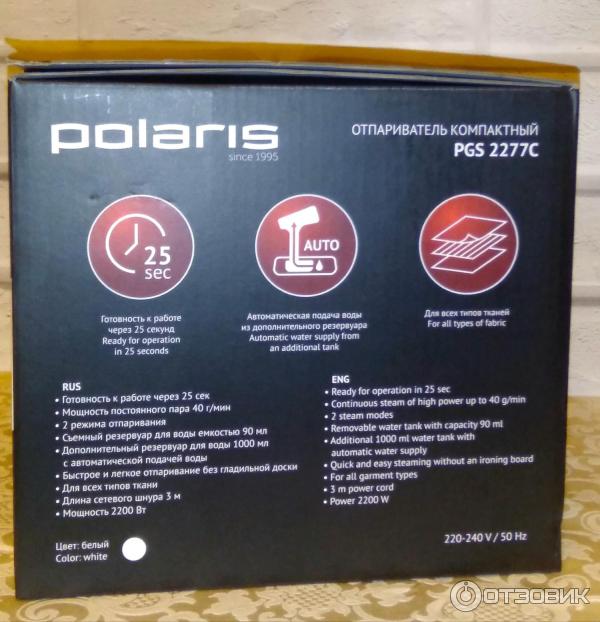 polaris
since 1995
ОТПАРИВАТЕЛЬ КОМПАКТНЫЙ
PGS 2277C
25
sec
AUTO
Готовность к работе
через 25 секунд
Ready for operation
in 25 seconds
Автоматическая подача воды
из дополнительного резервуара
Automatic water supply from
an additional tank
Для всех типов тканей
For all types of fabric
RUS
• Готовность к работе через 25 сек
• Мощность постоянного пара 40 г/мин
• 2 режима отпаривания
• Съемный резервуар для воды емкостью 90 мл
• Дополнительный резервуар для воды 1000 мл
с автоматической подачей воды
• Быстрое и легкое отпаривание без гладильной доски
• Для всех типов ткани
• Длина сетевого шнура 3 м
• Мощность 2200 Вт
ENG
• Ready for operation in 25 sec
• Continuous steam of high power up to 40 g/min
• 2 steam modes
• Removable water tank with capacity 90 ml
• Additional 1000 ml water tank with
automatic water supply
• Quick and easy steaming without an ironing board
• For all garment types
• 3 m power cord
• Power 2200 W
Цвет: белый
Color: white
220-240 V / 50 Hz
ОТЗОВИК